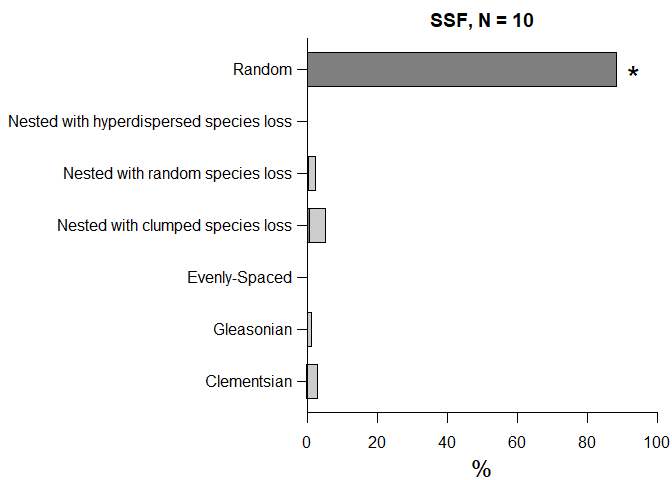 SSF, N = 10
Random
*
Nested with hyperdispersed species loss
Nested with random species loss
Nested with clumped species loss
Evenly-Spaced
Gleasonian
Clementsian
0 20 40 60 80 100
%